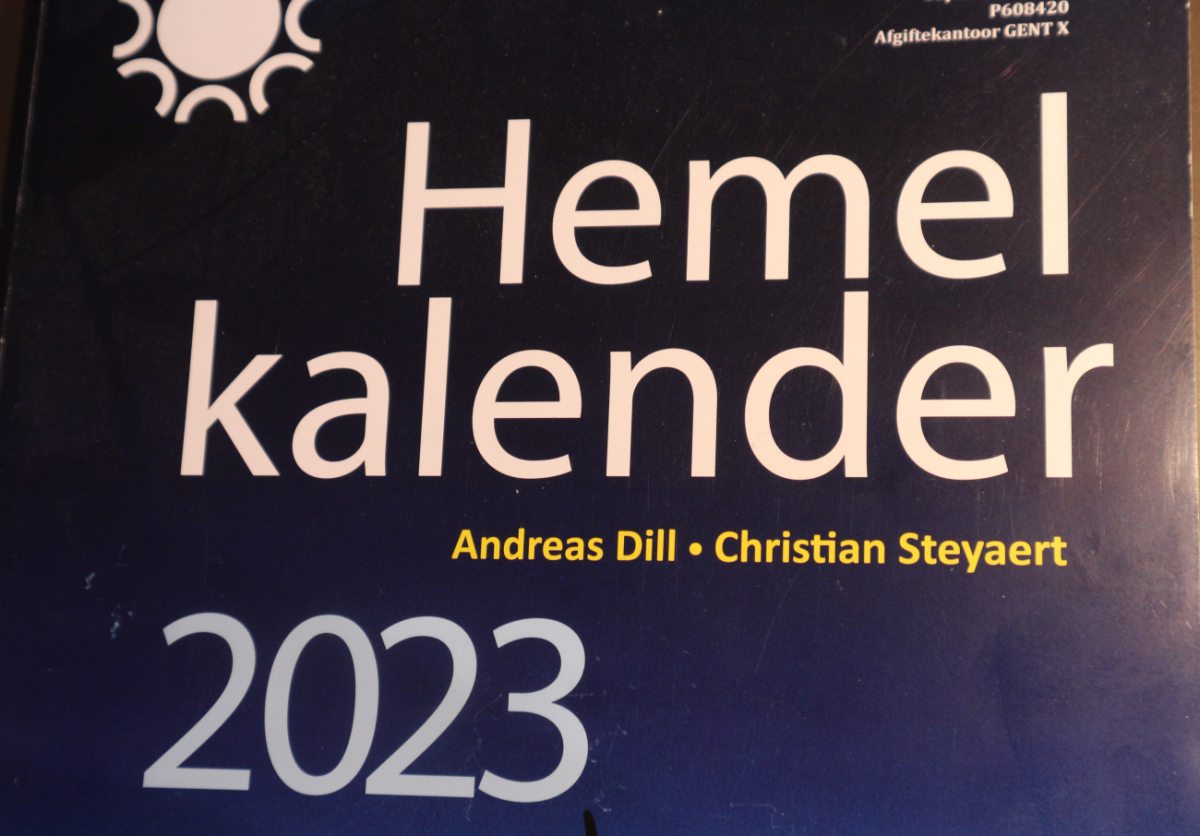 P608420
Afgiftekantoor GENT X
Hemel
kalender
Andreas Dill • Christian Steyaert
2023